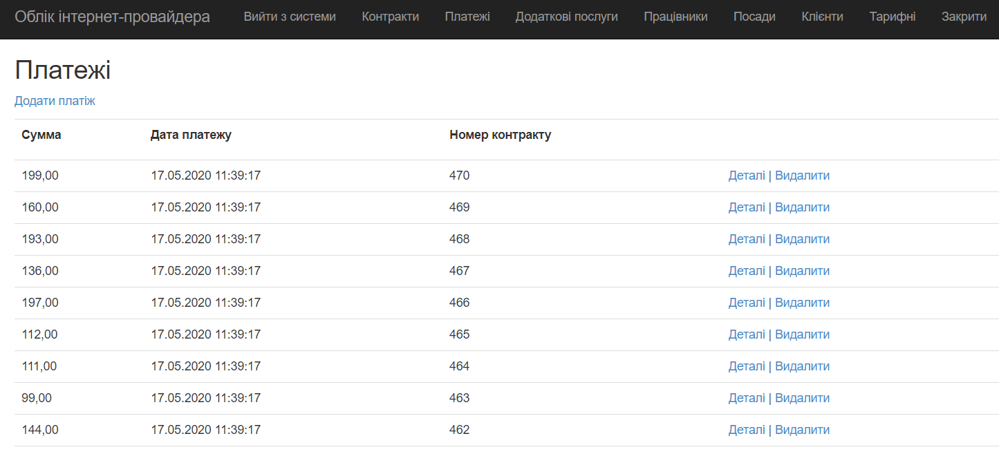 Облік інтернет-провайдера Вийти з системи Контракти Платежі Додаткові послуги Працівники Посади Клієнти Тарифні Закрити
Платежі
Додати платіж
Сумма Дата платежу Номер контракту
199,00 17.05.2020 11:39:17 470 Деталі | Видалити
160,00 17.05.2020 11:39:17 469 Деталі | Видалити
193,00 17.05.2020 11:39:17 468 Деталі | Видалити
136,00 17.05.2020 11:39:17 467 Деталі | Видалити
197,00 17.05.2020 11:39:17 466 Деталі | Видалити
112,00 17.05.2020 11:39:17 465 Деталі | Видалити
111,00 17.05.2020 11:39:17 464 Деталі | Видалити
99,00 17.05.2020 11:39:17 463 Деталі | Видалити
144,00 17.05.2020 11:39:17 462 Деталі | Видалити